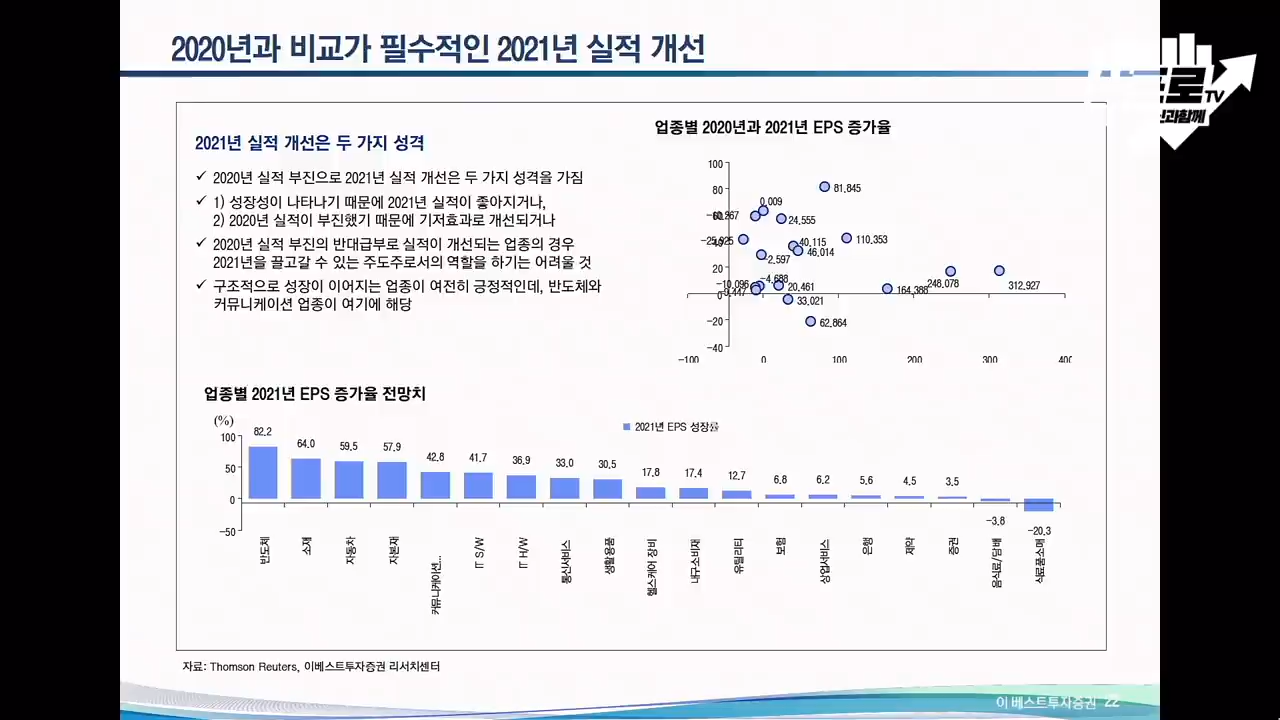 2020년과 비교가 필수적인 2021년 실적 개선
로TV
신과함께
2021년 실적 개선은 두 가지 성격
✓ 2020년 실적 부진으로 2021년 실적 개선은 두 가지 성격을 가짐
✓ 1) 성장성이 나타나기 때문에 2021년 실적이 좋아지거나,
2) 2020년 실적이 부진했기 때문에 기저효과로 개선되거나
✓ 2020년 실적 부진의 반대급부로 실적이 개선되는 업종의 경우
2021년을 끌고갈 수 있는 주도주로서의 역할을 하기는 어려울 것
✓ 구조적으로 성장이 이어지는 업종이 여전히 긍정적인데, 반도체와
커뮤니케이션 업종이 여기에 해당
업종별 2020년과 2021년 EPS 증가율
100
80
20
0
-20
-40
81,845
0,009
24,555
40,115
46,014
110,353
-2,597
-4,688
20,461
33,021
62,864
164,386
248,078
312,927
-100 0 100 200 300 400
업종별 2021년 EPS 증가율 전망치
(%)
2021년 EPS 성장률
100
50
0
-50
82.2 64.0 59.5 57.9 42.8 41.7 36.9 33.0 30.5 17.8 17.4 12.7 6.8 6.2 5.6 4.5 3.5 -3.8 -20.3
반도체 소재 자동차 자본재 커뮤니케이션... IT S/W IT H/W 통신서비스 생활용품 헬스케어 장비 내구소비재 유틸리티 보험 상업서비스 은행 제약 증권 음식료/담배 식료품소매
자료: Thomson Reuters, 이베스트투자증권 리서치센터
이베스트투자증권 22